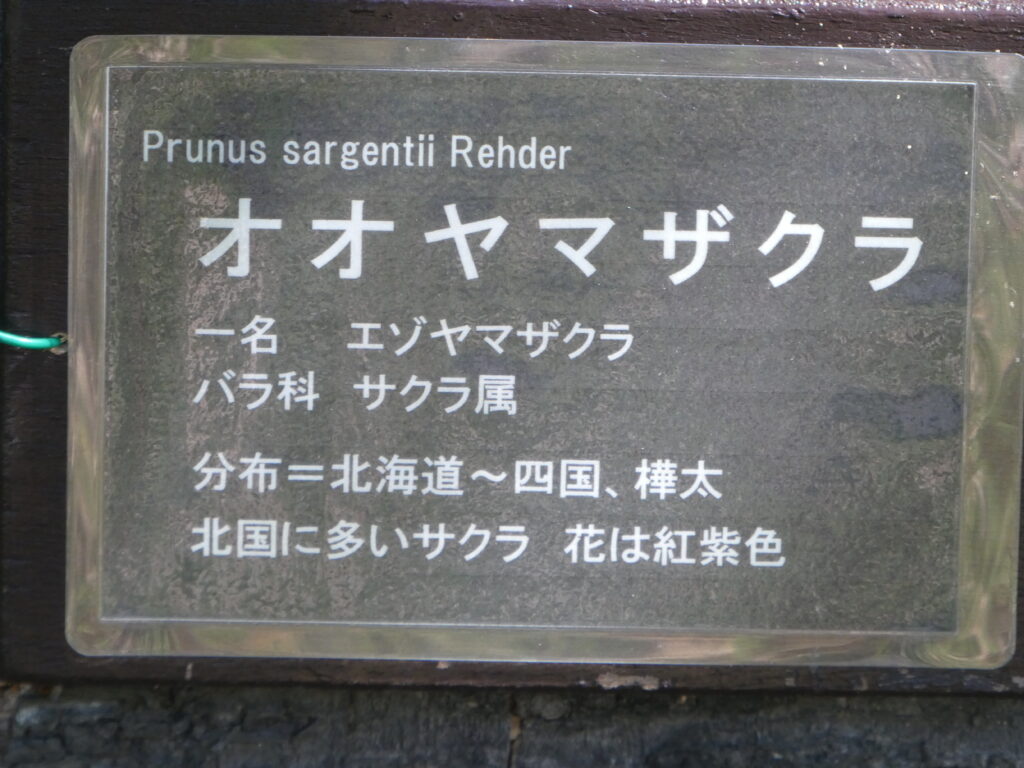 Prunus sargentii Rehder
オオヤマザクラ
一名　エゾヤマザクラ
バラ科　サクラ属
分布＝北海道～四国、樺太
北国に多いサクラ　花は紅紫色